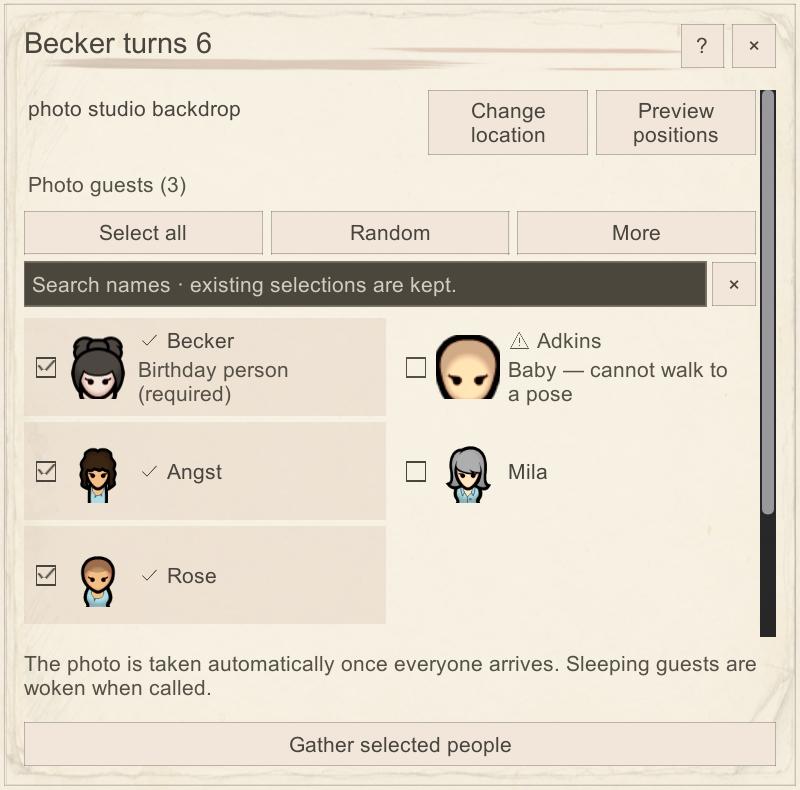 Becker turns 6
?
×
photo studio backdrop
Change
location
Preview
positions
Photo guests (3)
Select all
Random
More
Search names · existing selections are kept.
×
✓ Becker
Birthday person
(required)
⚠ Adkins
Baby — cannot walk to
a pose
✓ Angst
Mila
✓ Rose
The photo is taken automatically once everyone arrives. Sleeping guests are
woken when called.
Gather selected people